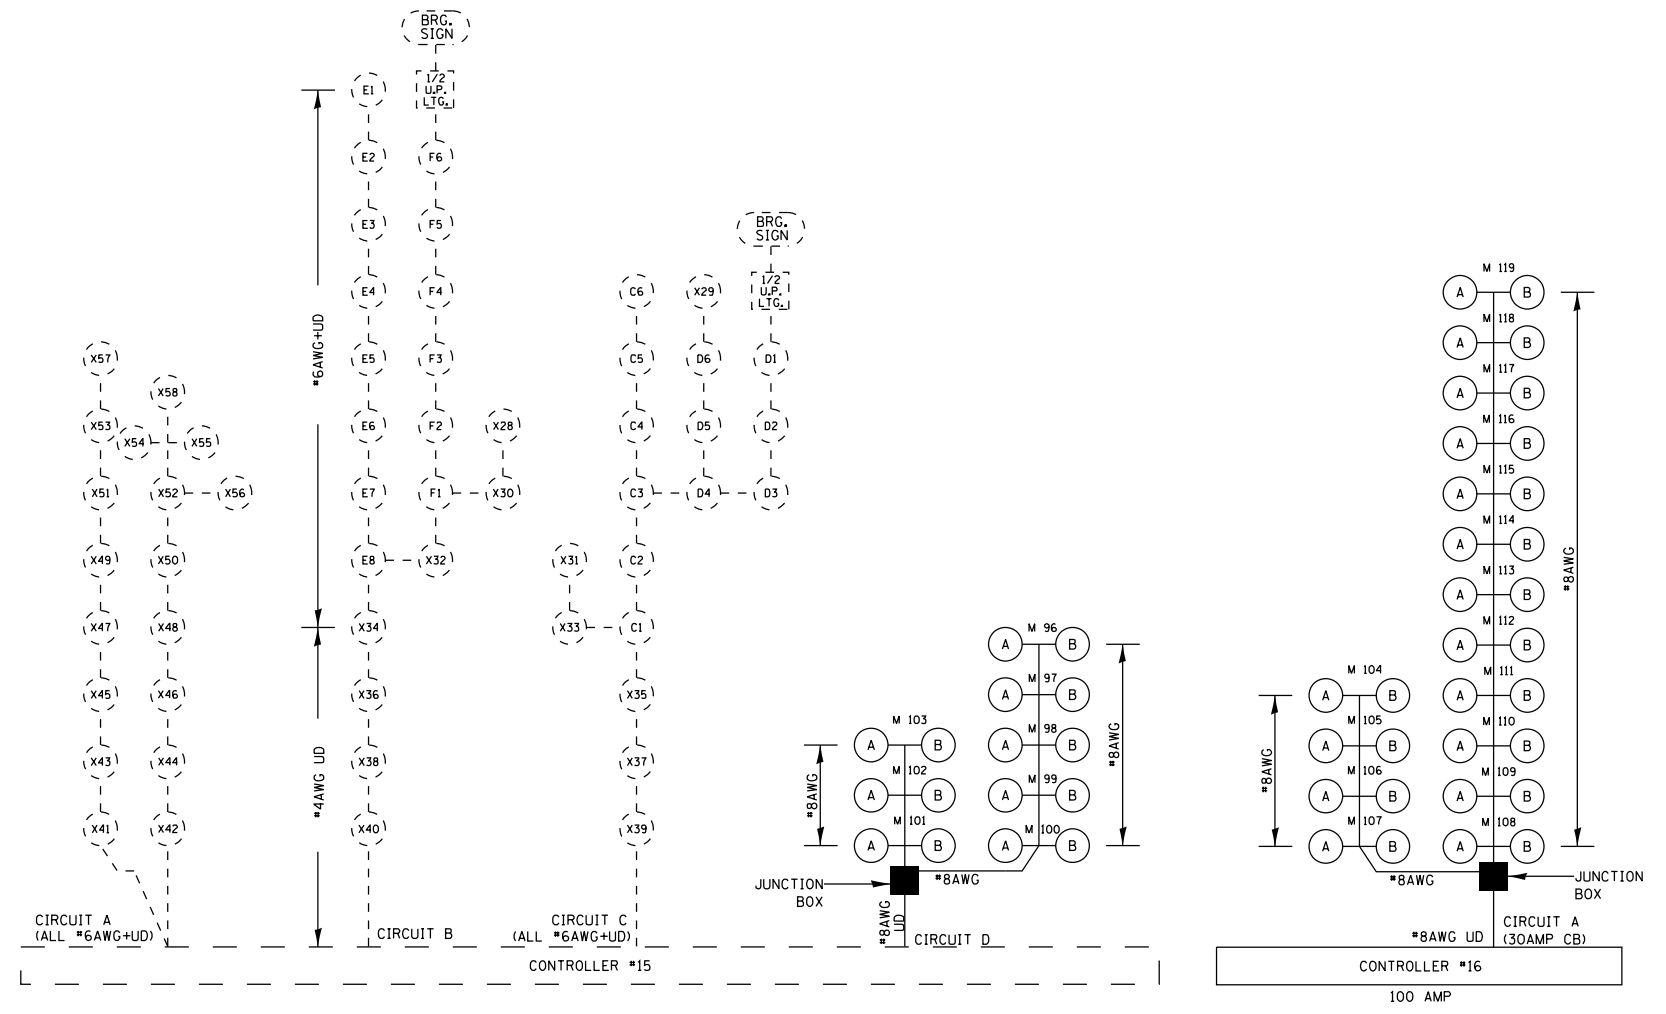 BRG.
SIGN
1/2
U.P.
LTG.
E1
E2
F6
E3
F5
BRG.
SIGN
E4
F4
C6
X29
1/2
U.P.
LTG.
M 119
A
B
M 118
A
B
#6AWG+UD
X57
E5
F3
C5
D6
D1
M 117
A
B
X58
X53
E6
F2
X28
C4
D5
D2
M 116
A
B
X54
X55
X51
X52
X56
E7
F1
X30
C3
D4
D3
M 115
A
B
M 114
A
B
X49
X50
E8
X32
X31
C2
#8AWG
M 113
A
B
X47
X48
X34
X33
C1
M 96
A
B
M 112
A
B
X45
X46
X36
X35
M 97
A
B
M 104
A
B
M 111
A
B
X43
X44
X38
X37
M 103
A
B
M 98
A
B
#8AWG
M 105
A
B
M 110
A
B
#4AWG UD
#8AWG
M 102
A
B
M 99
A
B
#8AWG
M 106
A
B
M 109
A
B
X41
X42
X40
X39
M 101
A
B
M 100
A
B
M 107
A
B
M 108
A
B
JUNCTION
BOX
#8AWG
#8AWG
JUNCTION
BOX
CIRCUIT A
(ALL #6AWG+UD)
CIRCUIT B
CIRCUIT C
(ALL #6AWG+UD)
#8AWG
UD
CIRCUIT D
#8AWG UD
CIRCUIT A
(30AMP CB)
CONTROLLER #15
CONTROLLER #16
100 AMP